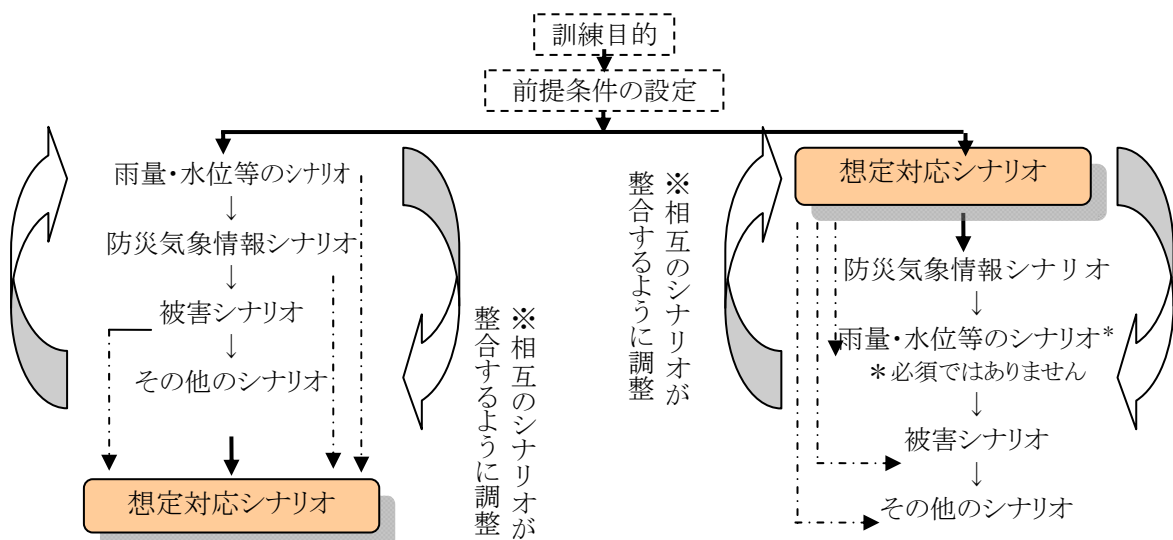 訓練目的
前提条件の設定
雨量・水位等のシナリオ
↓
防災気象情報シナリオ
↓
被害シナリオ
↓
その他のシナリオ
想定対応シナリオ
※相互のシナリオが
整合するように調整
※相互のシナリオが
整合するように調整
想定対応シナリオ
防災気象情報シナリオ
↓
雨量・水位等のシナリオ*
*必須ではありません
↓
被害シナリオ
↓
その他のシナリオ